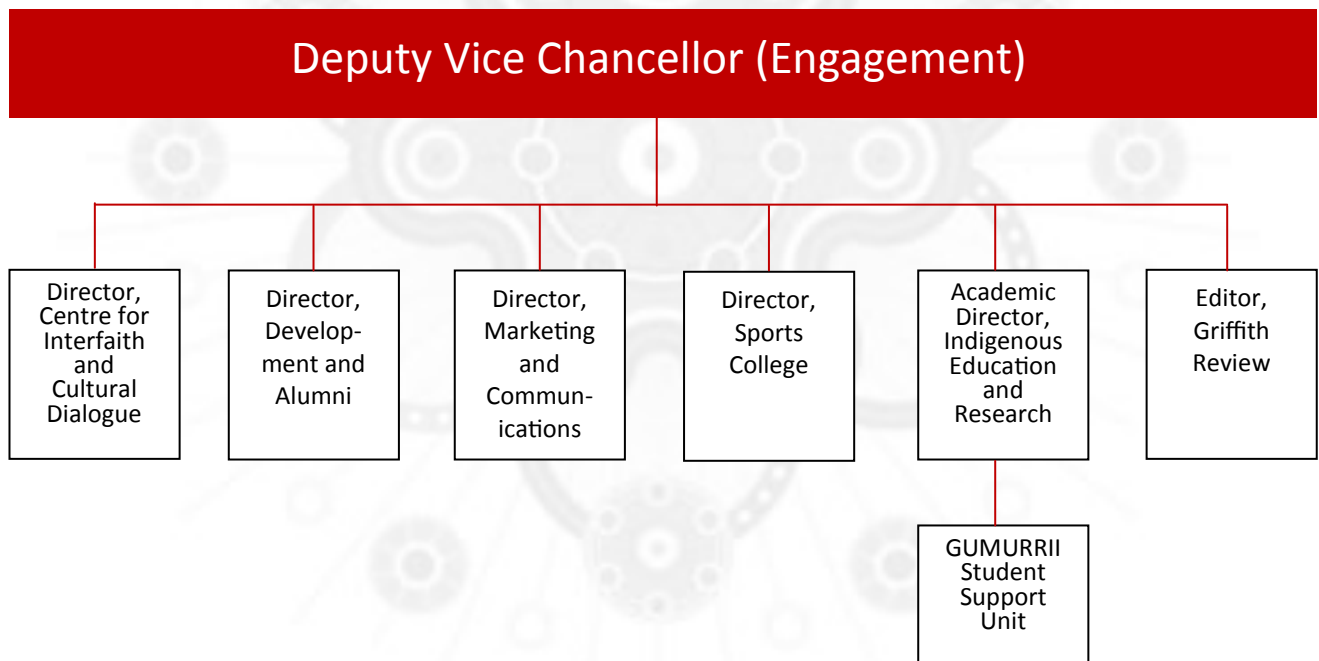 Deputy Vice Chancellor (Engagement)
Director,
Centre for
Interfaith
and
Cultural
Dialogue
Director,
Develop-
ment and
Alumni
Director,
Marketing
and
Commun-
ications
Director,
Sports
College
Academic
Director,
Indigenous
Education
and
Research
Editor,
Griffith
Review
GUMURRII
Student
Support
Unit